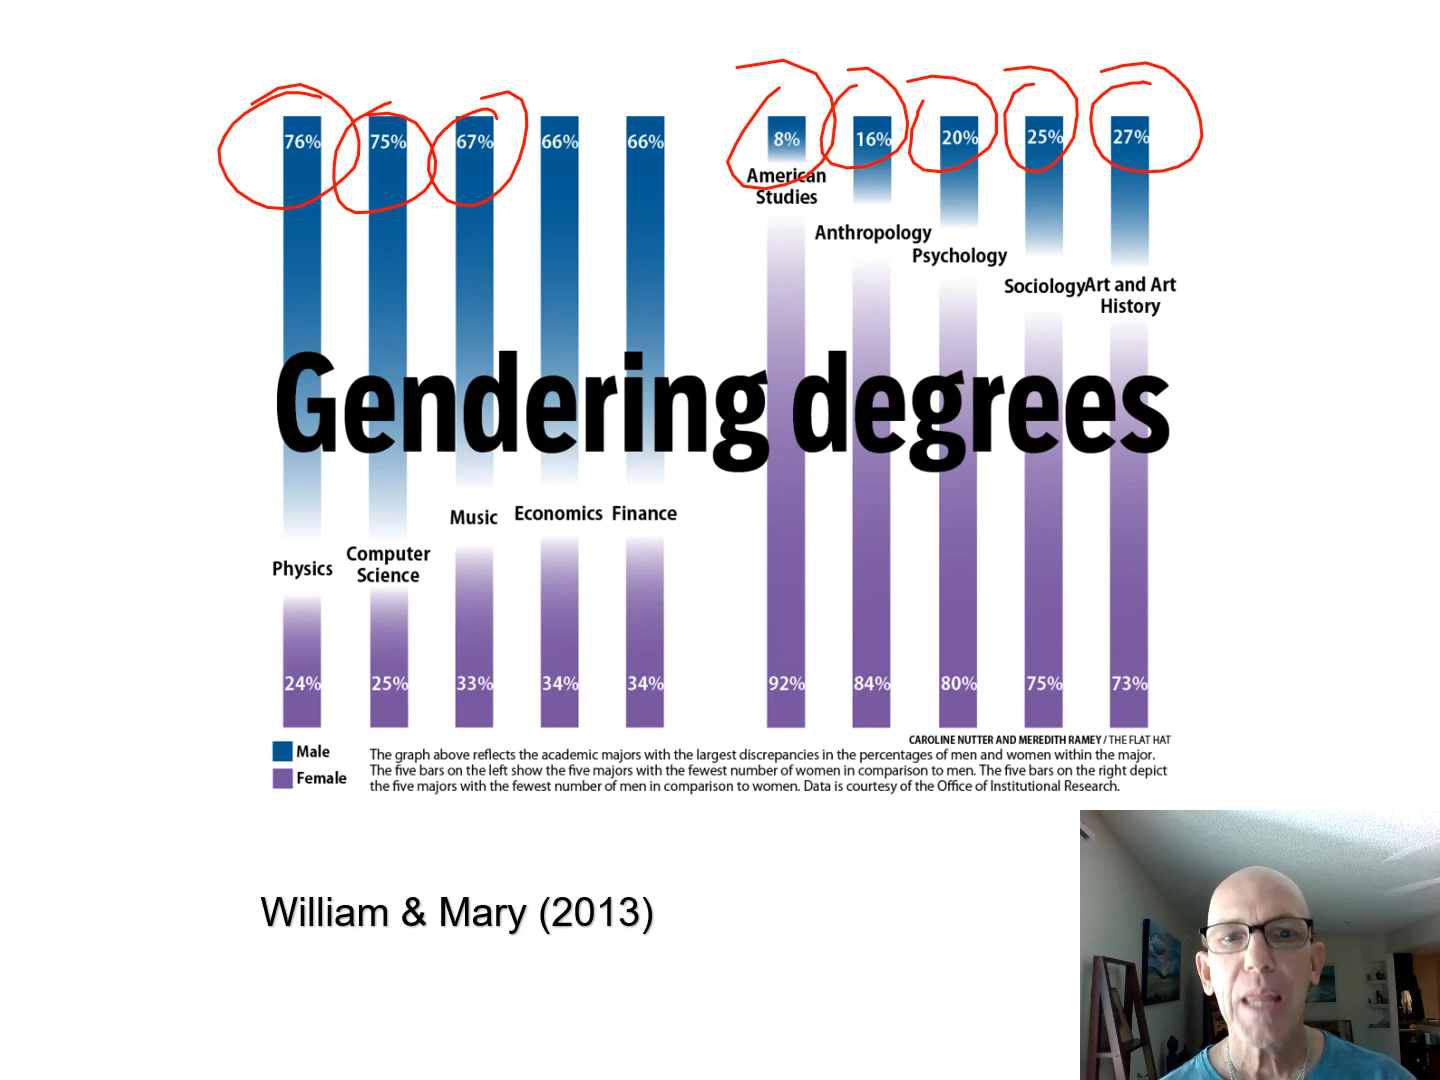 76% 75% 67% 66% 66% 8% 16% 20% 25% 27%
American
Studies
Anthropology
Psychology
Sociology
Art and Art
History
Gendering degrees
Music
Economics
Finance
Computer
Science
Physics
24% 25% 33% 34% 34% 92% 84% 80% 75% 73%
CAROLINE NUTTER AND MEREDITH RAMEY / THE FLAT HAT
Male
Female
The graph above reflects the academic majors with the largest discrepancies in the percentages of men and women within the major.
The five bars on the left show the five majors with the fewest number of women in comparison to men. The five bars on the right depict
the five majors with the fewest number of men in comparison to women. Data is courtesy of the Office of Institutional Research.
William & Mary (2013)